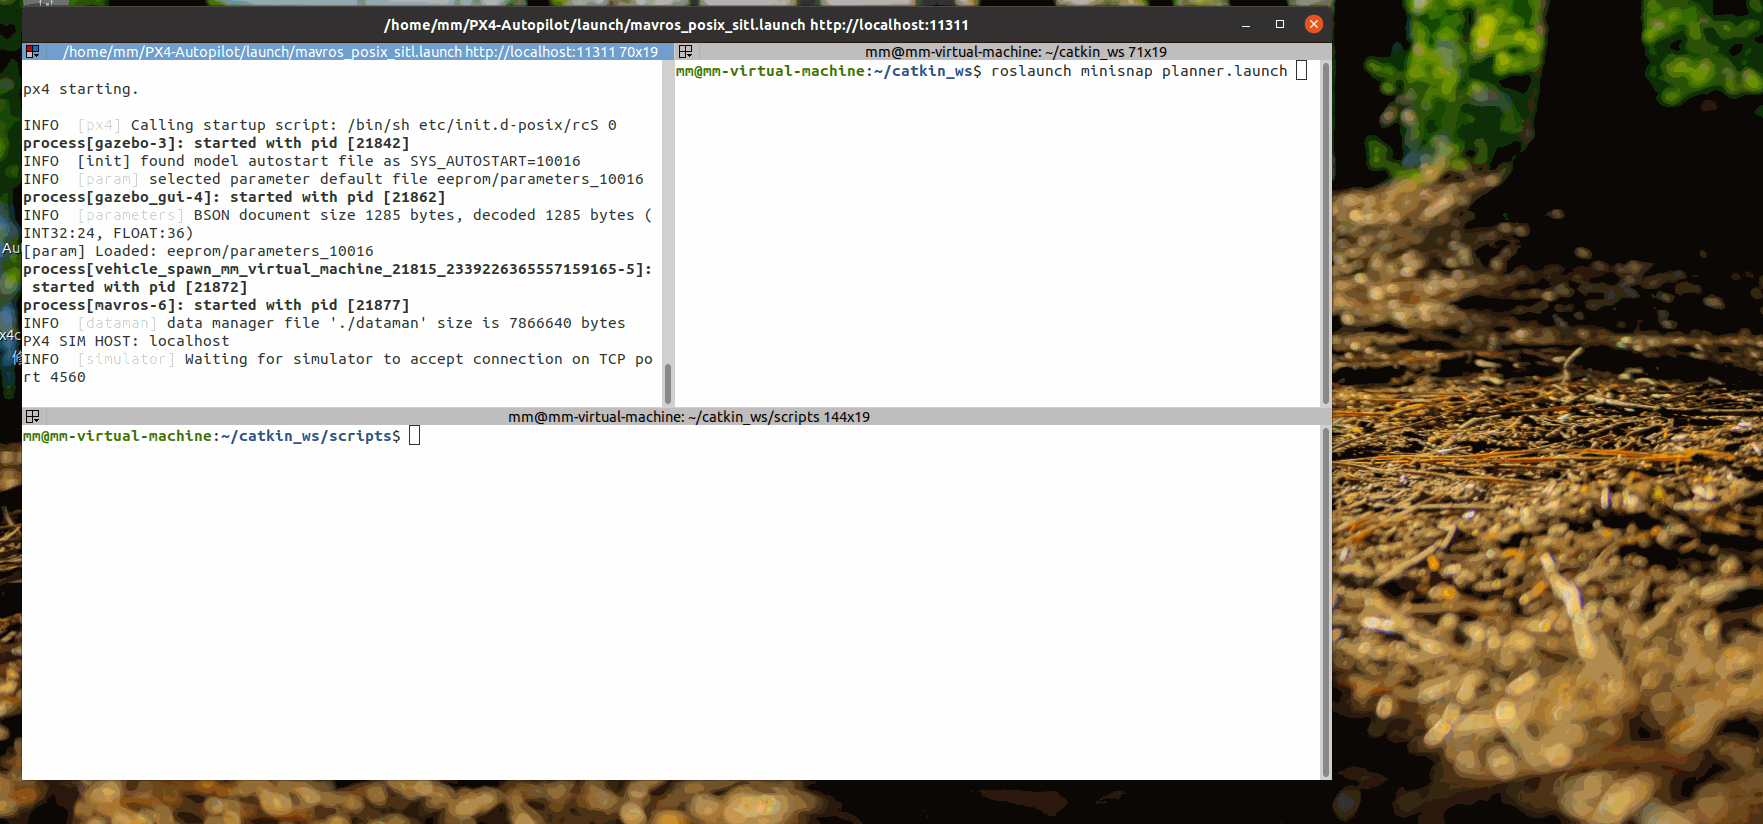 /home/mm/PX4-Autopilot/launch/mavros_posix_sitl.launch http://localhost:11311
/home/mm/PX4-Autopilot/launch/mavros_posix_sitl.launch http://localhost:11311 70x19
px4 starting.
INFO  [px4] Calling startup script: /bin/sh etc/init.d-posix/rcS 0
process[gazebo-3]: started with pid [21842]
INFO  [init] found model autostart file as SYS_AUTOSTART=10016
INFO  [param] selected parameter default file eeprom/parameters_10016
process[gazebo_gui-4]: started with pid [21862]
INFO  [parameters] BSON document size 1285 bytes, decoded 1285 bytes (
INT32:24, FLOAT:36)
[param] Loaded: eeprom/parameters_10016
process[vehicle_spawn_mm_virtual_machine_21815_2339226365557159165-5]:
 started with pid [21872]
process[mavros-6]: started with pid [21877]
INFO  [dataman] data manager file './dataman' size is 7866640 bytes
PX4 SIM HOST: localhost
INFO  [simulator] Waiting for simulator to accept connection on TCP po
rt 4560
mm@mm-virtual-machine: ~/catkin_ws 71x19
mm@mm-virtual-machine:~/catkin_ws$ roslaunch minisnap planner.launch
mm@mm-virtual-machine: ~/catkin_ws/scripts 144x19
mm@mm-virtual-machine:~/catkin_ws/scripts$
Au
x4c